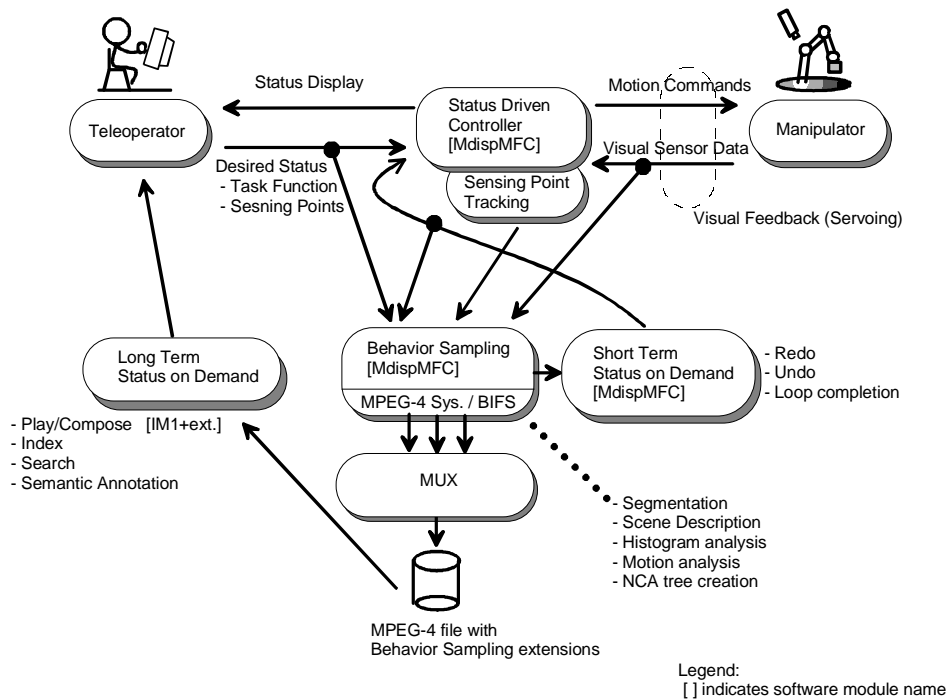 Status Display
Motion Commands
Teleoperator
Status Driven
Controller
[MdispMFC]
Manipulator
Desired Status
- Task Function
- Sesning Points
Visual Sensor Data
Sensing Point
Tracking
Visual Feedback (Servoing)
Long Term
Status on Demand
- Play/Compose [IM1+ext.]
- Index
- Search
- Semantic Annotation
Behavior Sampling
[MdispMFC]
MPEG-4 Sys. / BIFS
Short Term
Status on Demand
[MdispMFC]
- Redo
- Undo
- Loop completion
MUX
- Segmentation
- Scene Description
- Histogram analysis
- Motion analysis
- NCA tree creation
MPEG-4 file with
Behavior Sampling extensions
Legend:
[ ] indicates software module name